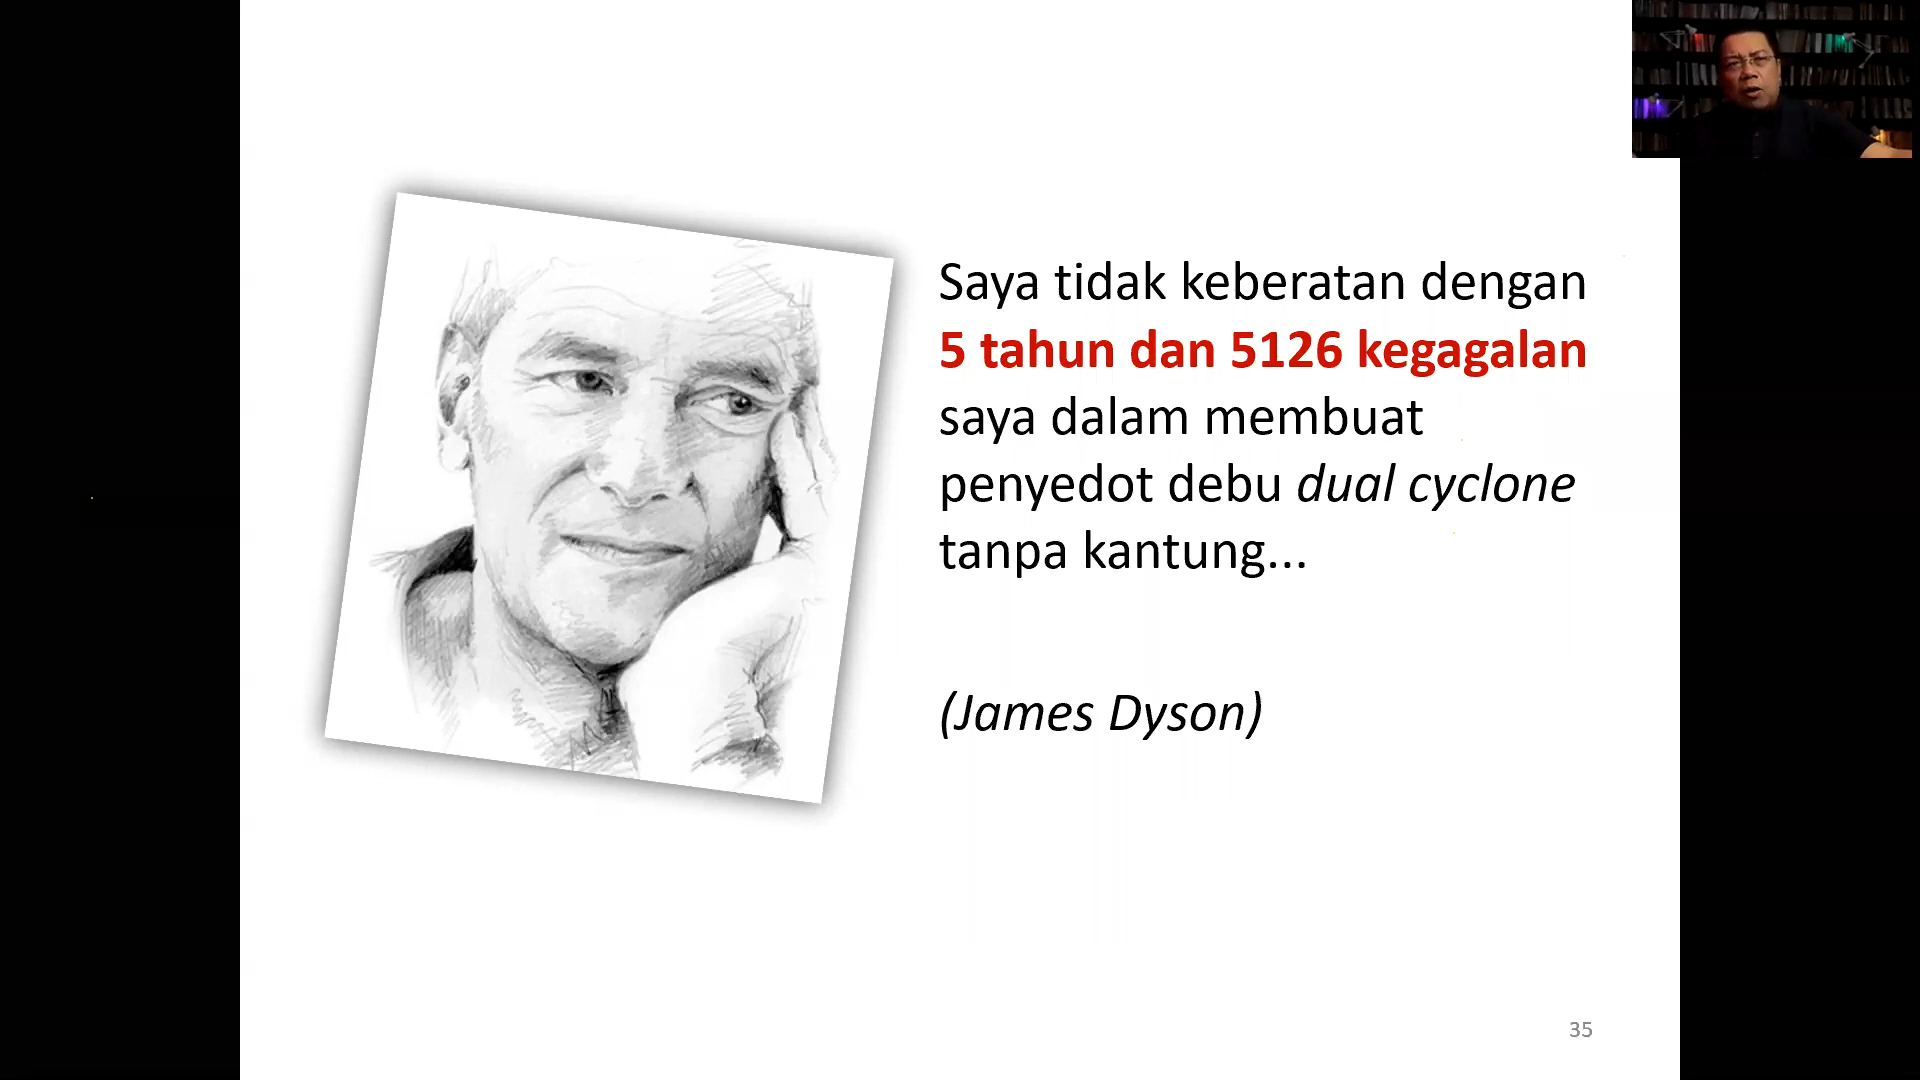 Saya tidak keberatan dengan
5 tahun dan 5126 kegagalan
saya dalam membuat
penyedot debu dual cyclone
tanpa kantung...
(James Dyson)
35